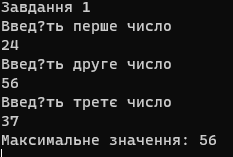 Завдання 1
Введ?ть перше число
24
Введ?ть друге число
56
Введ?ть третє число
37
Максимальне значення: 56